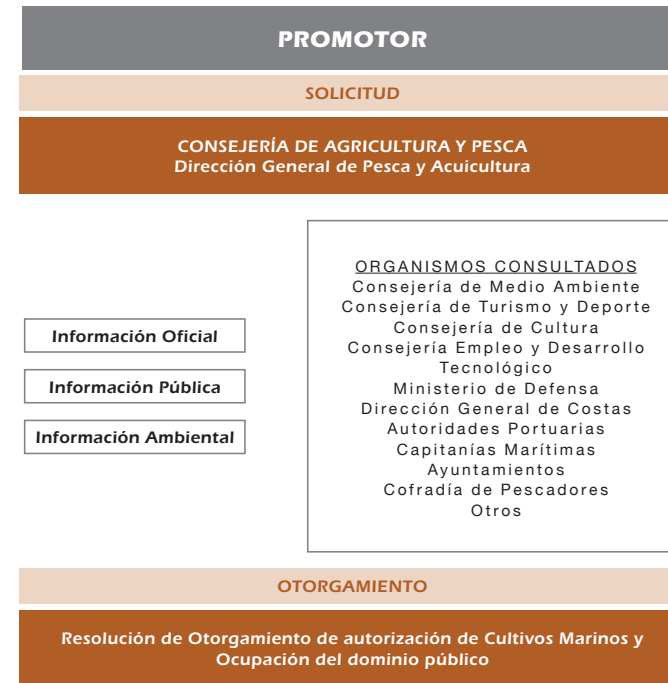 PROMOTOR
SOLICITUD
CONSEJERÍA DE AGRICULTURA Y PESCA
Dirección General de Pesca y Acuicultura
Información Oficial
Información Pública
Información Ambiental
ORGANISMOS CONSULTADOS
Consejería de Medio Ambiente
Consejería de Turismo y Deporte
Consejería de Cultura
Consejería Empleo y Desarrollo
Tecnológico
Ministerio de Defensa
Dirección General de Costas
Autoridades Portuarias
Capitanías Marítimas
Ayuntamientos
Cofradía de Pescadores
Otros
OTORGAMIENTO
Resolución de Otorgamiento de autorización de Cultivos Marinos y
Ocupación del dominio público